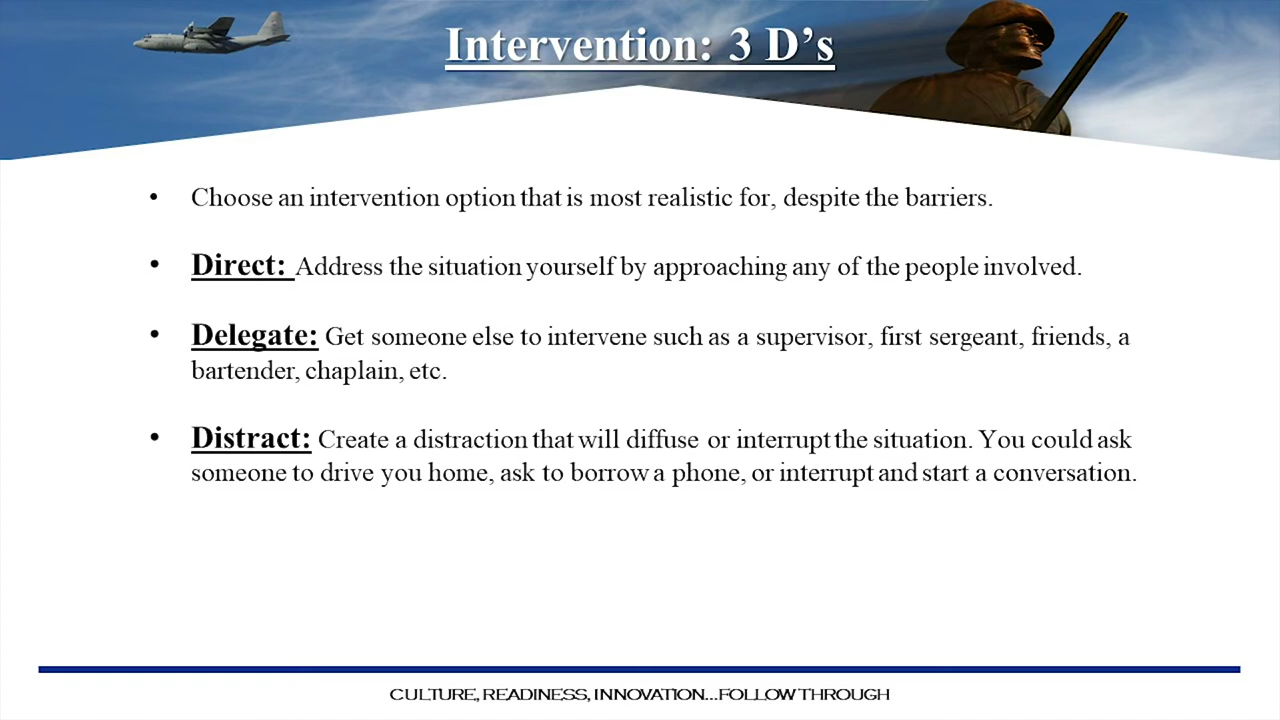 Intervention: 3 D’s
• Choose an intervention option that is most realistic for, despite the barriers.
• Direct: Address the situation yourself by approaching any of the people involved.
• Delegate: Get someone else to intervene such as a supervisor, first sergeant, friends, a
bartender, chaplain, etc.
• Distract: Create a distraction that will diffuse or interrupt the situation. You could ask
someone to drive you home, ask to borrow a phone, or interrupt and start a conversation.
CULTURE, READINESS, INNOVATION...FOLLOW THROUGH